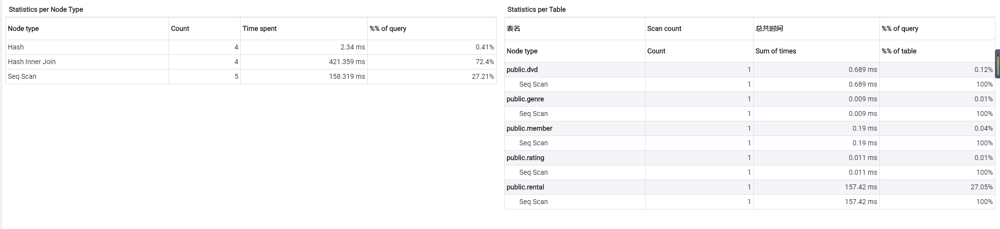 Statistics per Node Type
Node type Count Time spent %% of query
Hash 4 2.34 ms 0.41%
Hash Inner Join 4 421.359 ms 72.4%
Seq Scan 5 158.319 ms 27.21%
Statistics per Table
表名 Scan count 总共时间 %% of query
Node type Count Sum of times %% of table
public.dvd 1 0.689 ms 0.12%
Seq Scan 1 0.689 ms 100%
public.genre 1 0.009 ms 0.01%
Seq Scan 1 0.009 ms 100%
public.member 1 0.19 ms 0.04%
Seq Scan 1 0.19 ms 100%
public.rating 1 0.011 ms 0.01%
Seq Scan 1 0.011 ms 100%
public.rental 1 157.42 ms 27.05%
Seq Scan 1 157.42 ms 100%